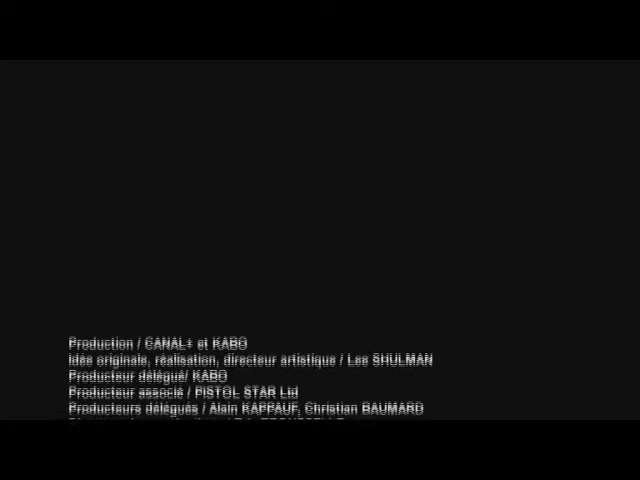 Production / CANAL+ et KABO
Idée originale, réalisation, directeur artistique / Lee SHULMAN
Producteur délégué/ KABO
Producteur associé / PISTOL STAR Ltd
Producteurs délégués / Alain KAPPAUF, Christian BAUMARD